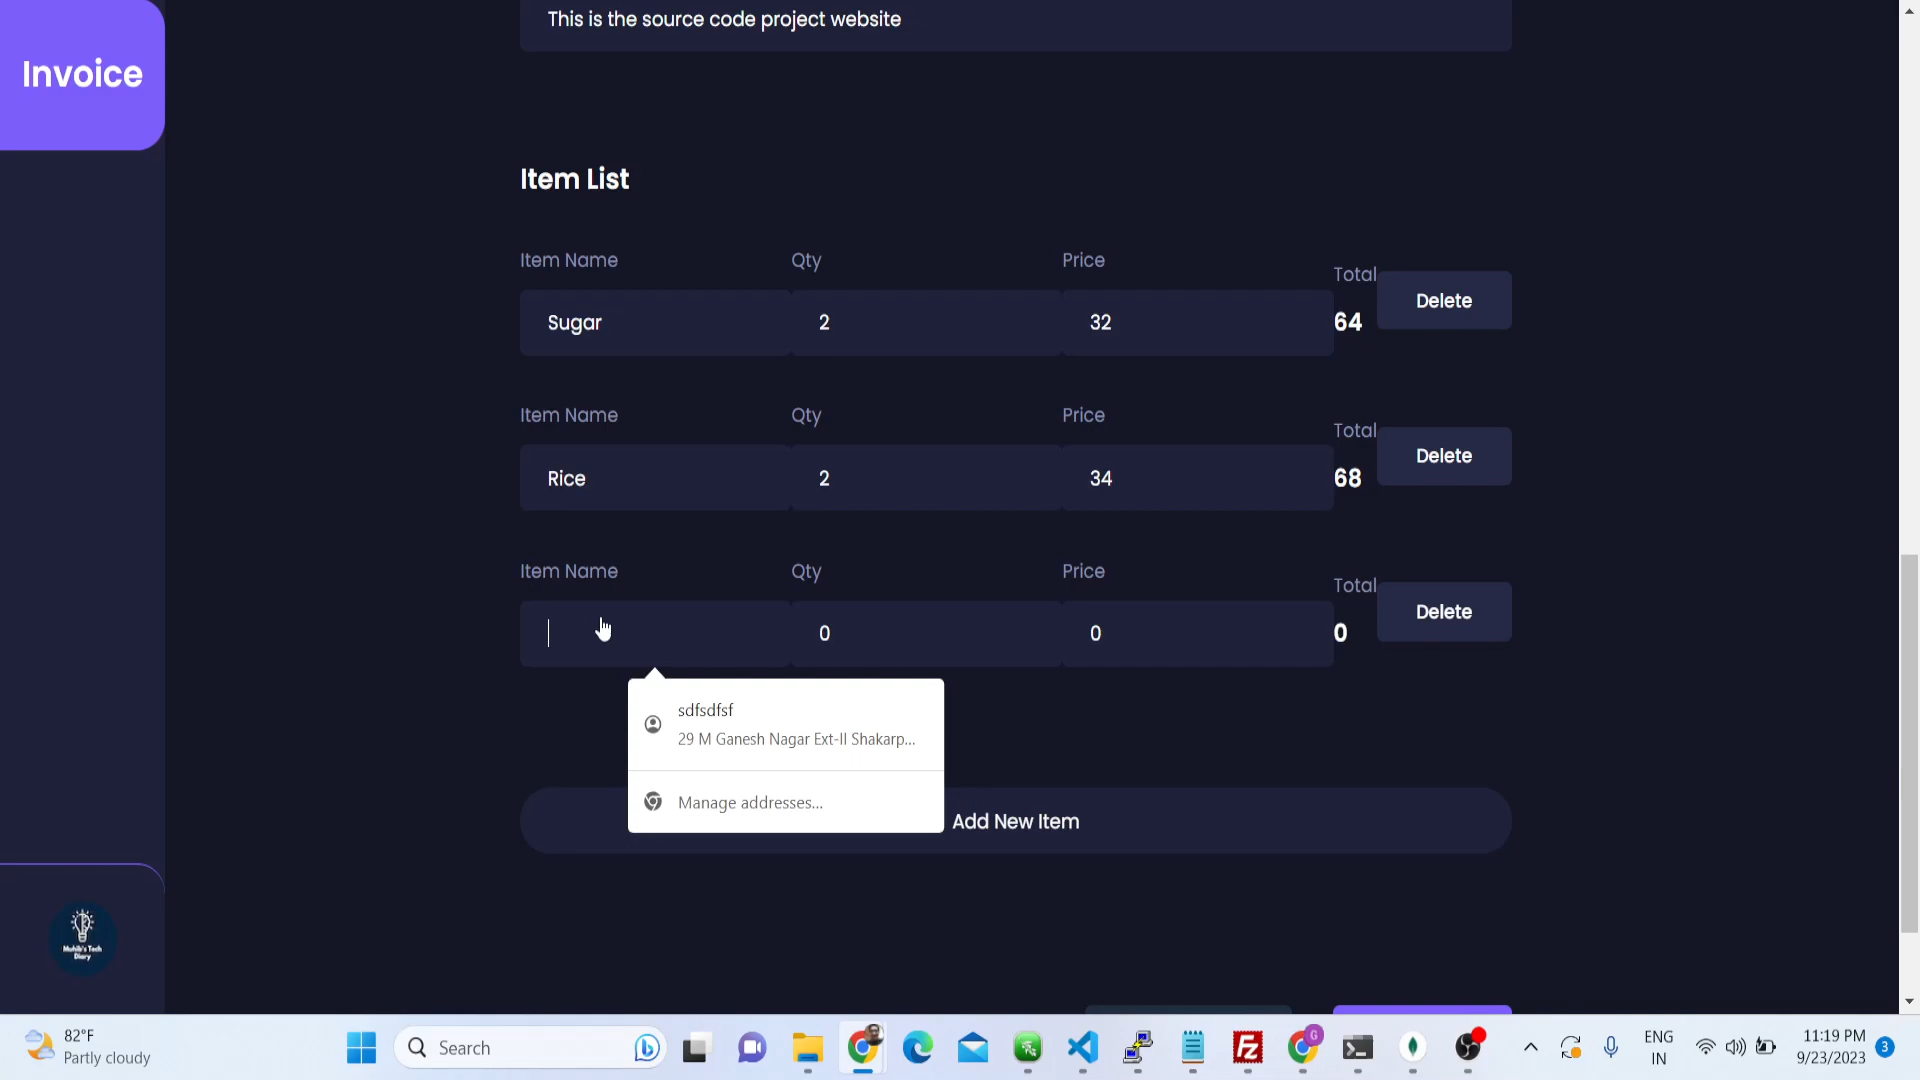 This is the source code project website
Invoice
Item List
Item Name Qty Price Total
Sugar 2 32 64 Delete
Item Name Qty Price Total
Rice 2 34 68 Delete
Item Name Qty Price Total
0 0 0 Delete
sdfsdfsf
29 M Ganesh Nagar Ext-II Shakarp...
Manage addresses...
Add New Item
Mohib's Tech
Diary
82°F
Partly cloudy
Search
G
ENG
IN
11:19 PM
9/23/2023
3